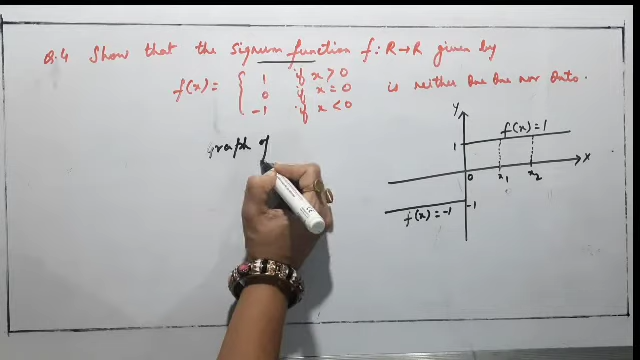 Q.4 Show that the signum function f: R→R given by
f(x) = { 1 if x > 0
0 if x = 0 is neither one one nor onto.
-1 if x < 0
graph of
y
f(x) = 1
1
x
0 x1 x2
-1
f(x) = -1